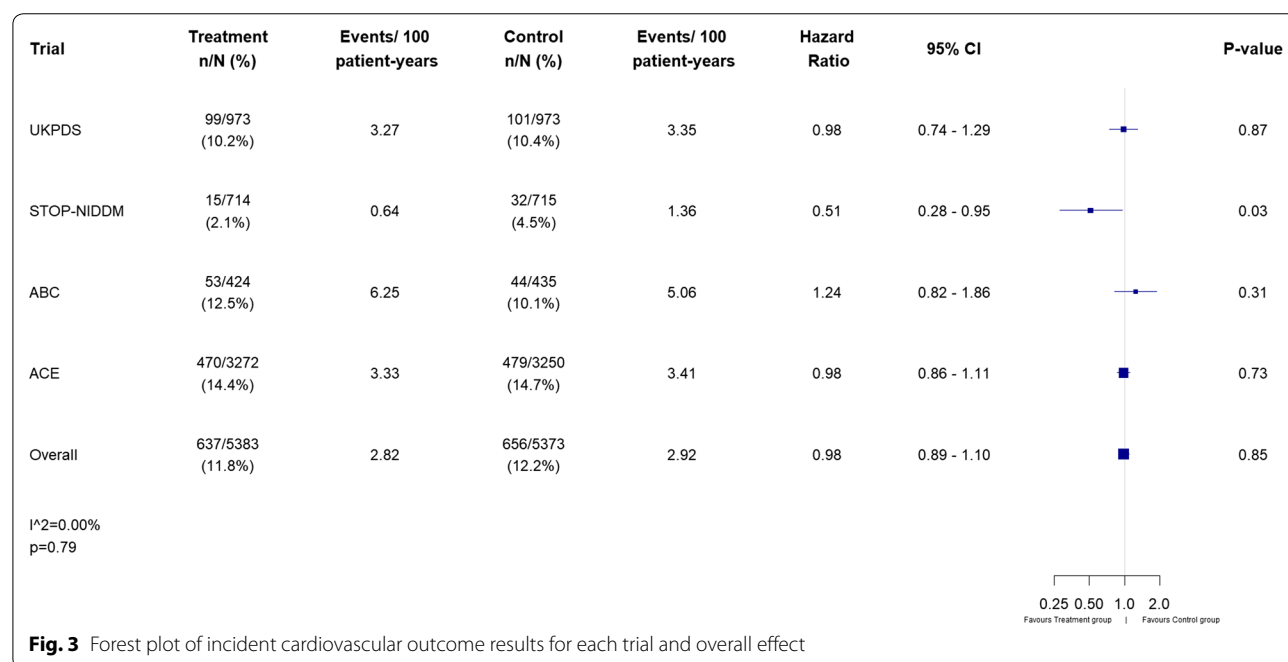 Trial Treatment n/N (%) Events/ 100 patient-years Control n/N (%) Events/ 100 patient-years Hazard Ratio 95% CI P-value
UKPDS 99/973 (10.2%) 3.27 101/973 (10.4%) 3.35 0.98 0.74 - 1.29 0.87
STOP-NIDDM 15/714 (2.1%) 0.64 32/715 (4.5%) 1.36 0.51 0.28 - 0.95 0.03
ABC 53/424 (12.5%) 6.25 44/435 (10.1%) 5.06 1.24 0.82 - 1.86 0.31
ACE 470/3272 (14.4%) 3.33 479/3250 (14.7%) 3.41 0.98 0.86 - 1.11 0.73
Overall 637/5383 (11.8%) 2.82 656/5373 (12.2%) 2.92 0.98 0.89 - 1.10 0.85
I^2=0.00%
p=0.79
0.25 0.50 1.0 2.0
Favours Treatment group | Favours Control group
Fig. 3 Forest plot of incident cardiovascular outcome results for each trial and overall effect